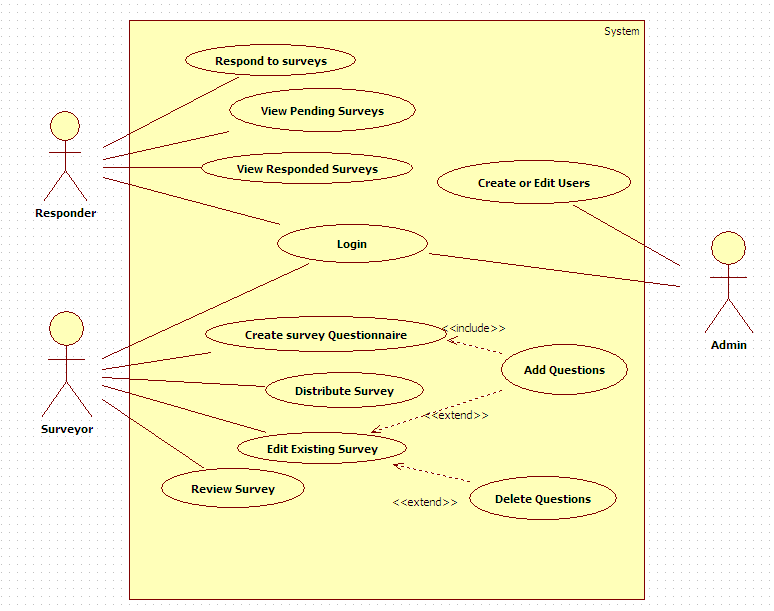 System
Respond to surveys
View Pending Surveys
View Responded Surveys
Create or Edit Users
Responder
Login
Admin
<<include>>
Create survey Questionnaire
Add Questions
Distribute Survey
<<extend>>
Surveyor
Edit Existing Survey
Review Survey
Delete Questions
<<extend>>